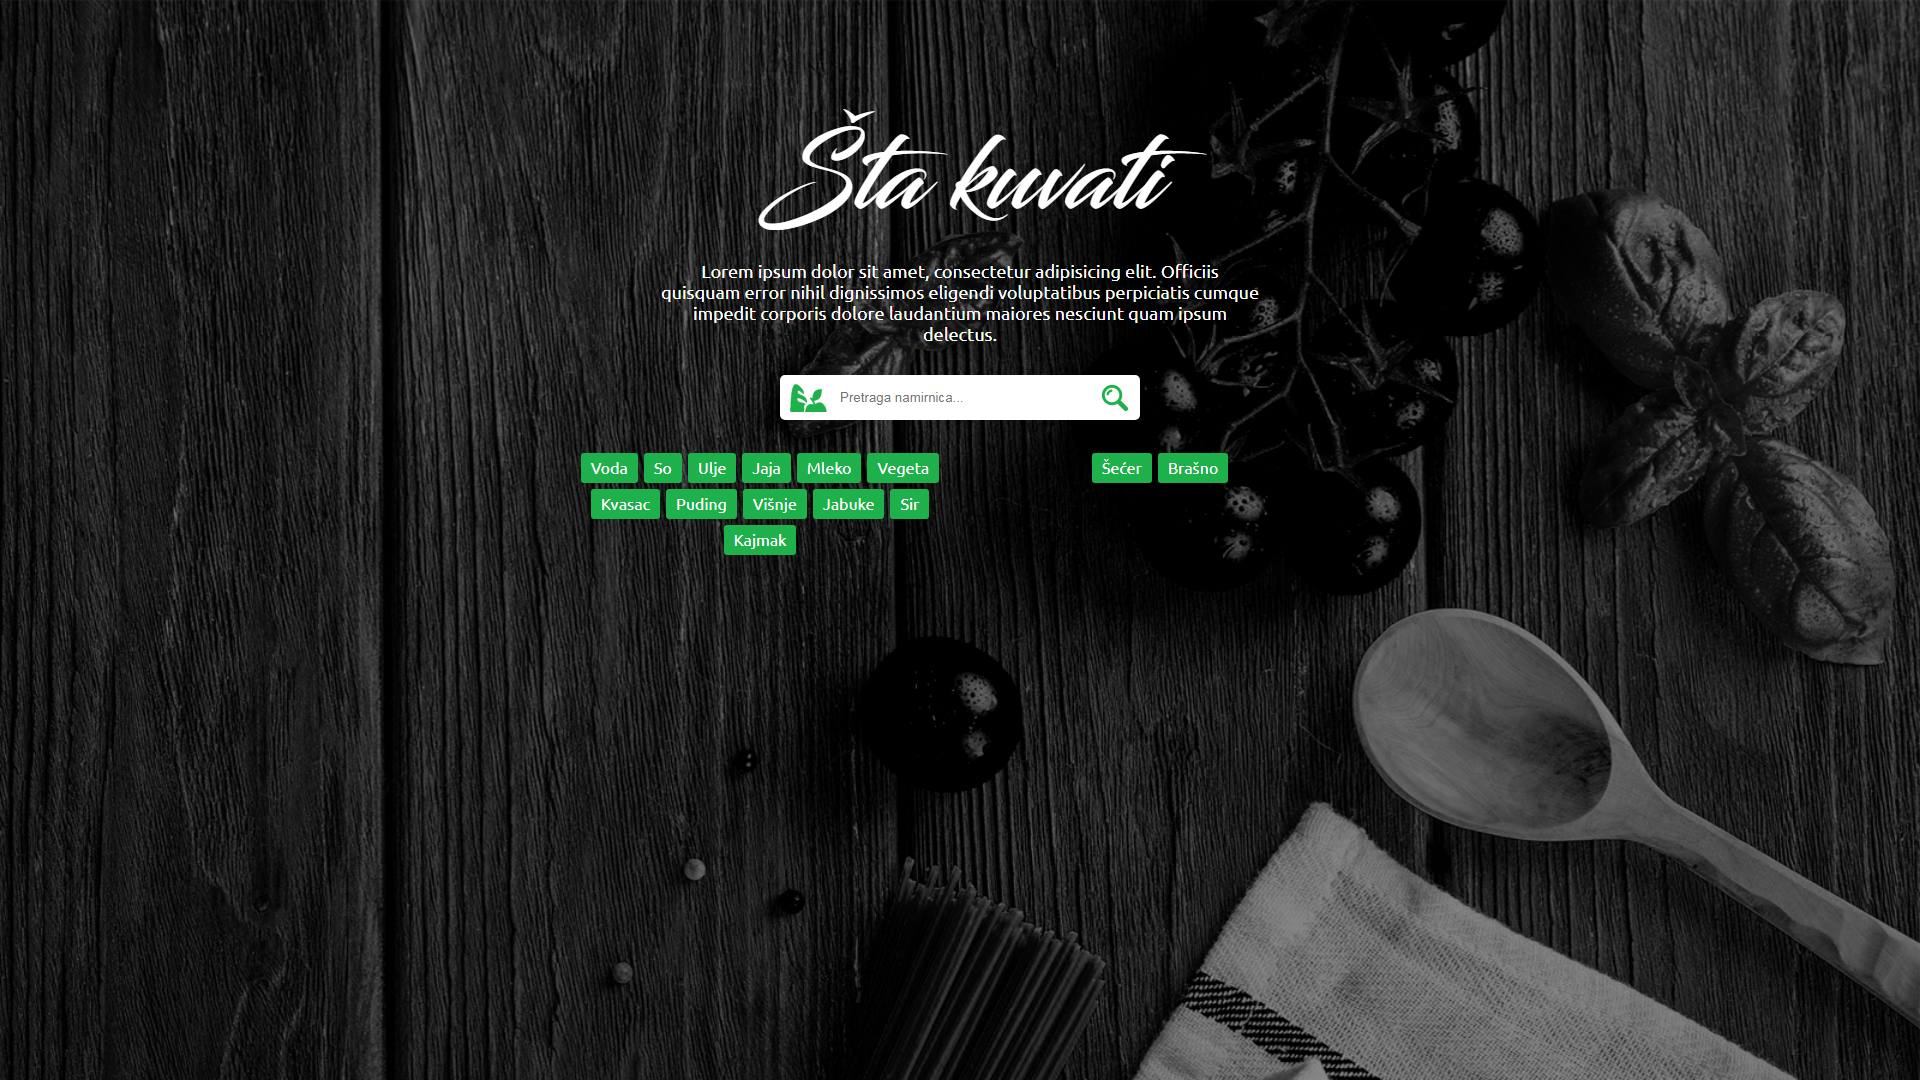 Šta kuvati
Lorem ipsum dolor sit amet, consectetur adipisicing elit. Officiis
quisquam error nihil dignissimos eligendi voluptatibus perpiciatis cumque
impedit corporis dolore laudantium maiores nesciunt quam ipsum
delectus.
Pretraga namirnica...
Voda So Ulje Jaja Mleko Vegeta
Kvasac Puding Višnje Jabuke Sir
Kajmak
Šećer Brašno